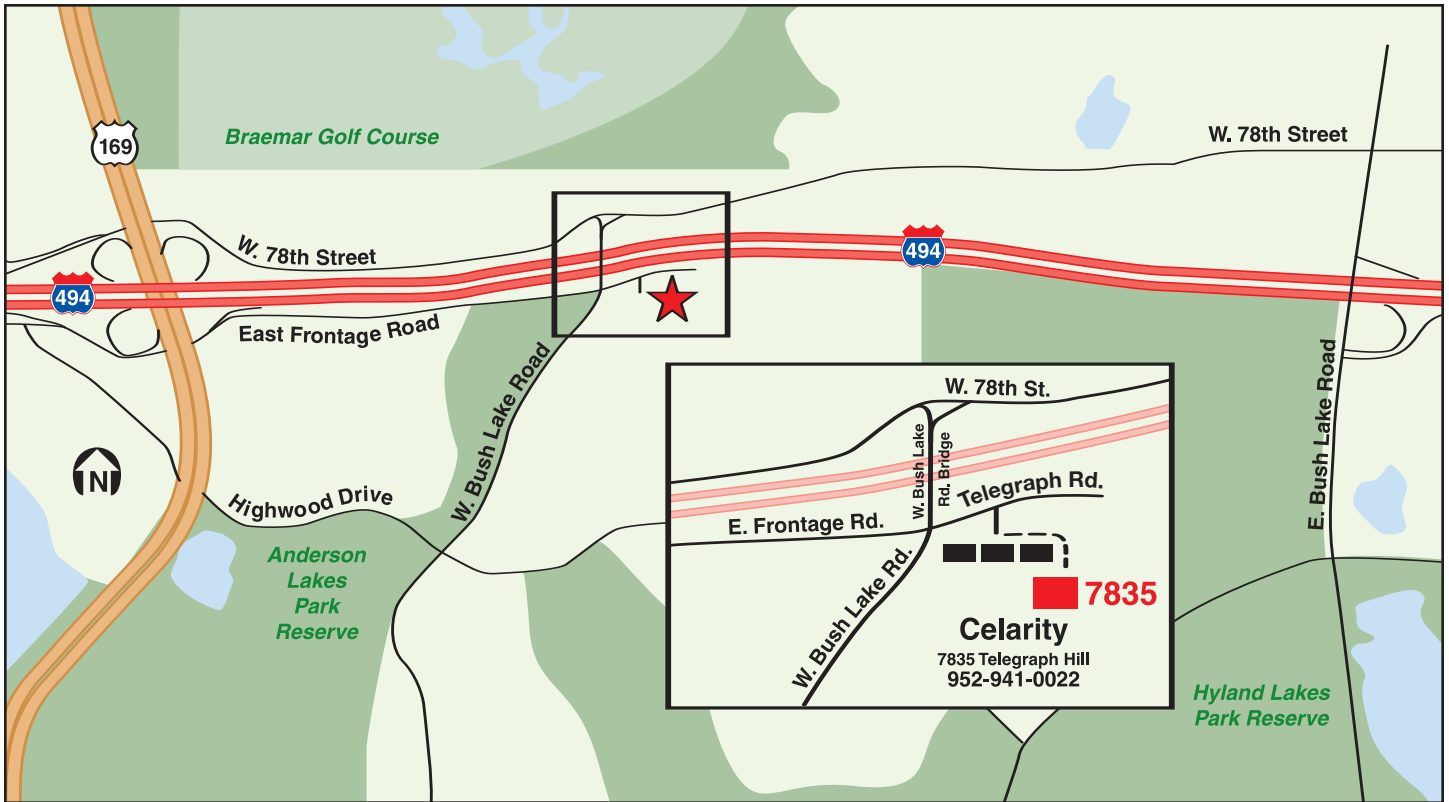 Braemar Golf Course
W. 78th Street
169
W. 78th Street
494
494
East Frontage Road
W. Bush Lake Road
E. Bush Lake Road
N
Highwood Drive
Anderson
Lakes
Park
Reserve
W. 78th St.
W. Bush Lake
Rd. Bridge
Telegraph Rd.
E. Frontage Rd.
W. Bush Lake Rd.
7835
Celarity
7835 Telegraph Hill
952-941-0022
Hyland Lakes
Park Reserve